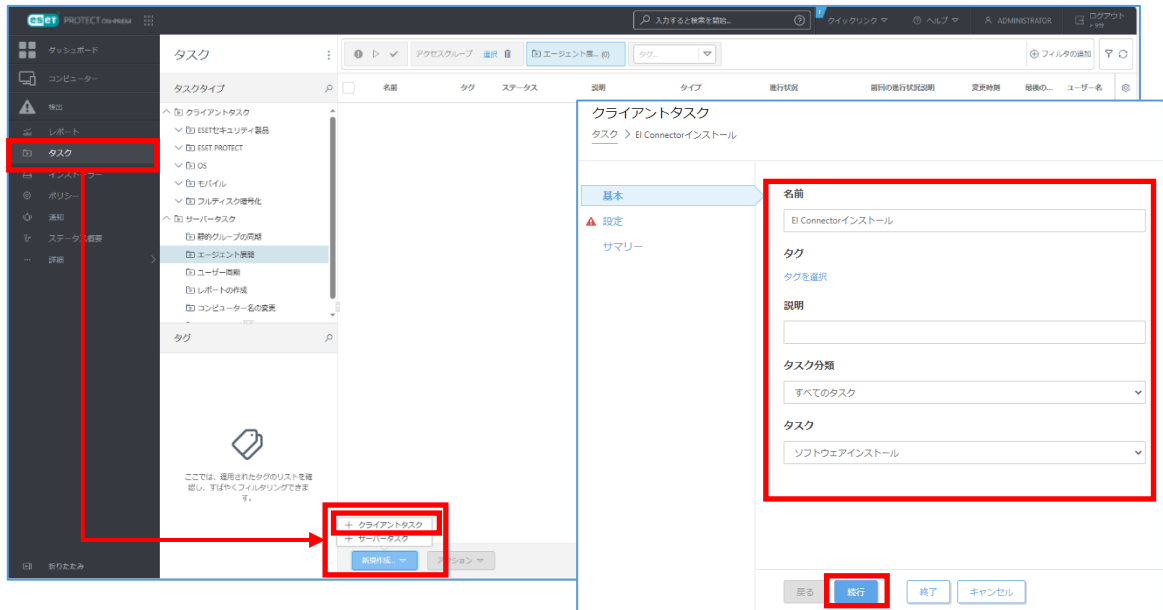 eset PROTECT ON-PREM
入力すると検索を開始...
クイックリンク
ヘルプ
ADMINISTRATOR
ログアウト
ダッシュボード
コンピューター
検出
レポート
タスク
インストーラー
ポリシー
通知
ステータス概要
詳細
折りたたみ
タスク
アクセスグループ 選択
エージェント展... (0)
タグ...
フィルタの追加
タスクタイプ
名前 タグ ステータス 説明 タイプ 進行状況 前回の進行状況説明 変更時刻 最後の... ユーザー名
クライアントタスク
ESETセキュリティ製品
ESET PROTECT
OS
モバイル
フルディスク暗号化
サーバータスク
静的グループの同期
エージェント展開
ユーザー同期
レポートの作成
コンピューター名の変更
タグ
ここでは、適用されたタグのリストを確
認し、すばやくフィルタリングできま
す。
クライアントタスク
サーバータスク
新規作成...
アクション
クライアントタスク
タスク > EI Connectorインストール
基本
設定
サマリー
名前
EI Connectorインストール
タグ
タグを選択
説明
タスク分類
すべてのタスク
タスク
ソフトウェアインストール
戻る
続行
終了
キャンセル